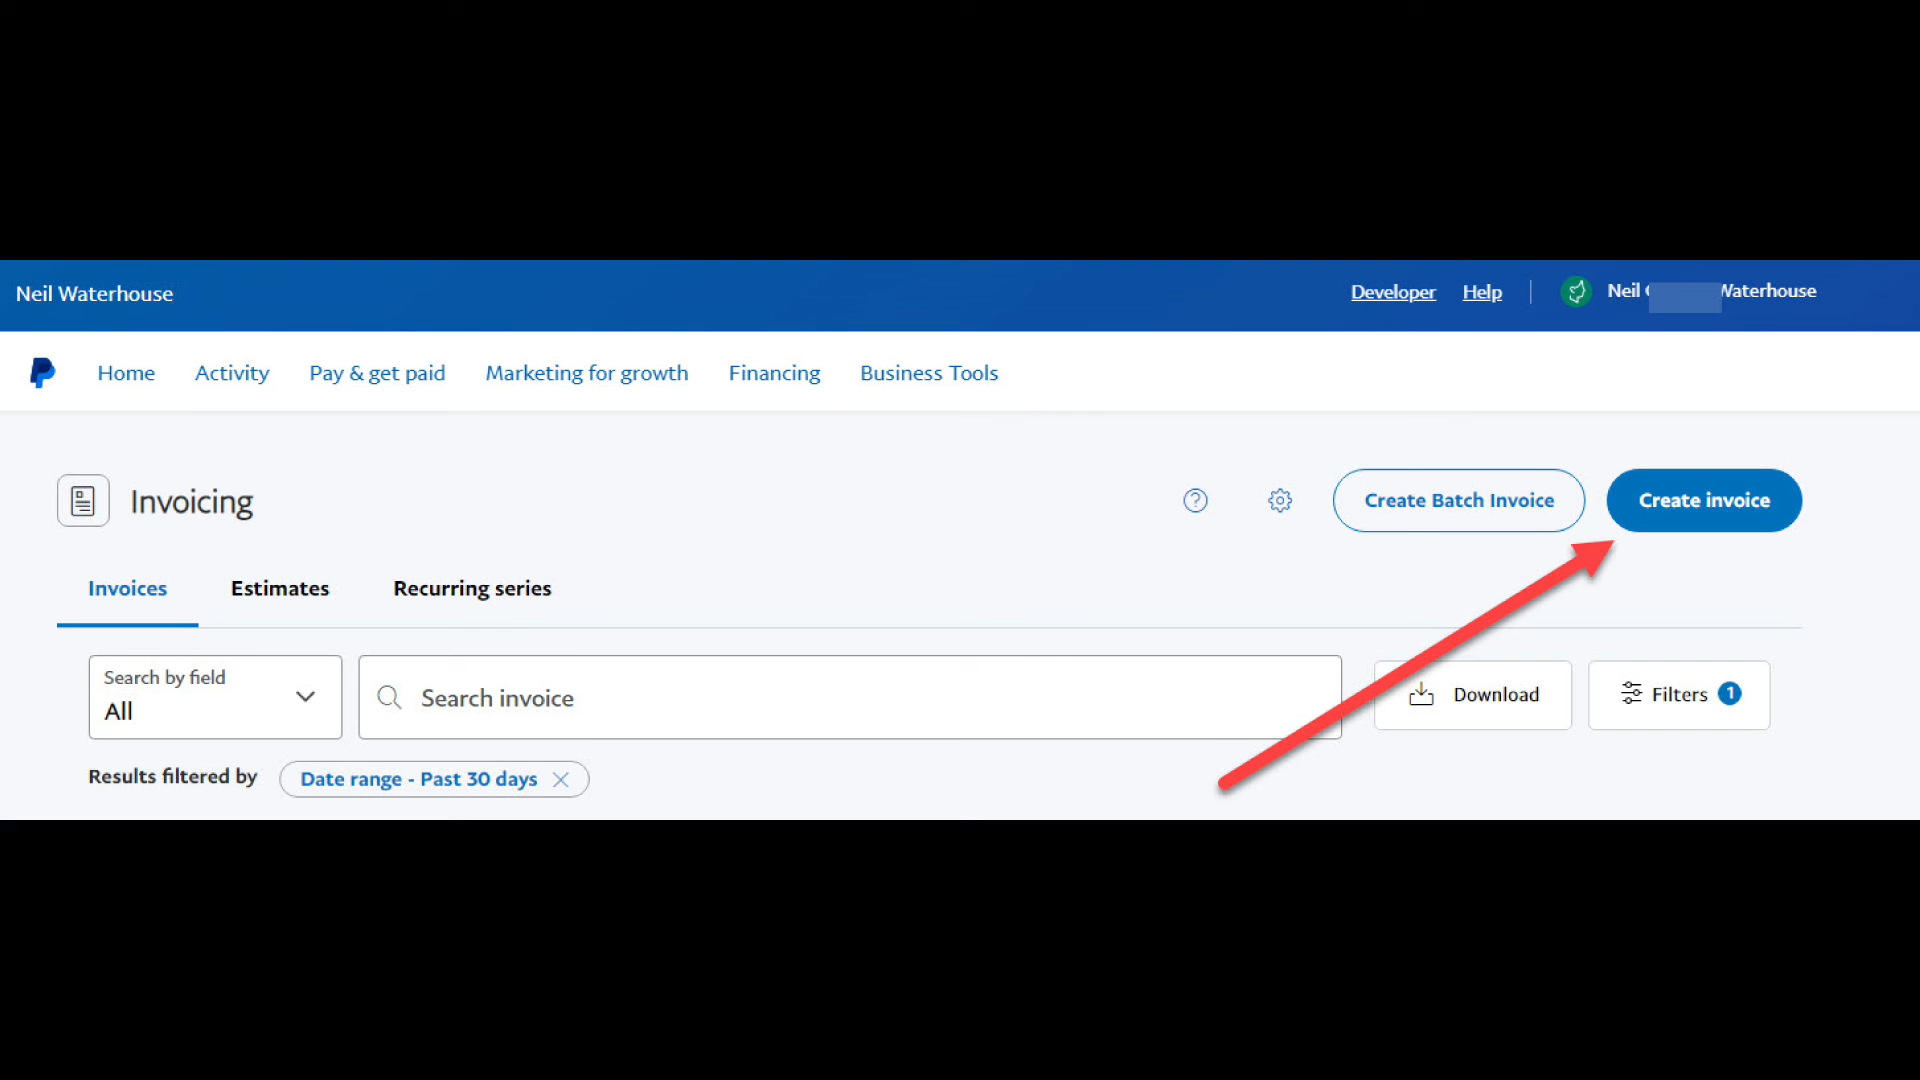 Neil Waterhouse
Developer Help Neil Waterhouse
Home Activity Pay & get paid Marketing for growth Financing Business Tools
Invoicing
Create Batch Invoice Create invoice
Invoices Estimates Recurring series
Search by field
All
Search invoice
Download Filters 1
Results filtered by Date range - Past 30 days